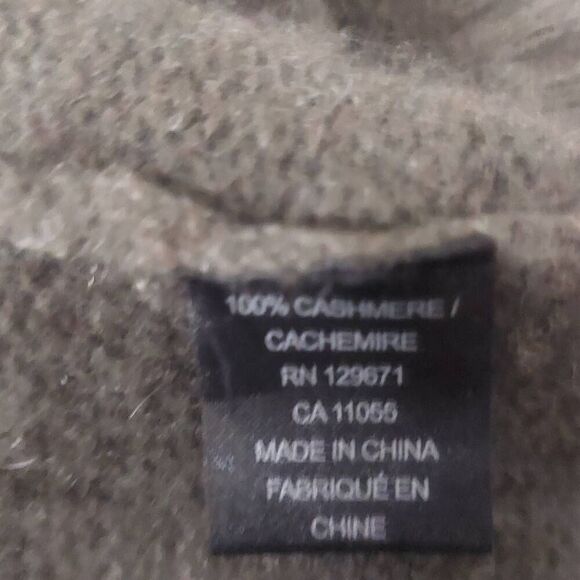 100% CASHMERE /
CACHEMIRE
RN 129671
CA 11055
MADE IN CHINA
FABRIQUÉ EN
CHINE